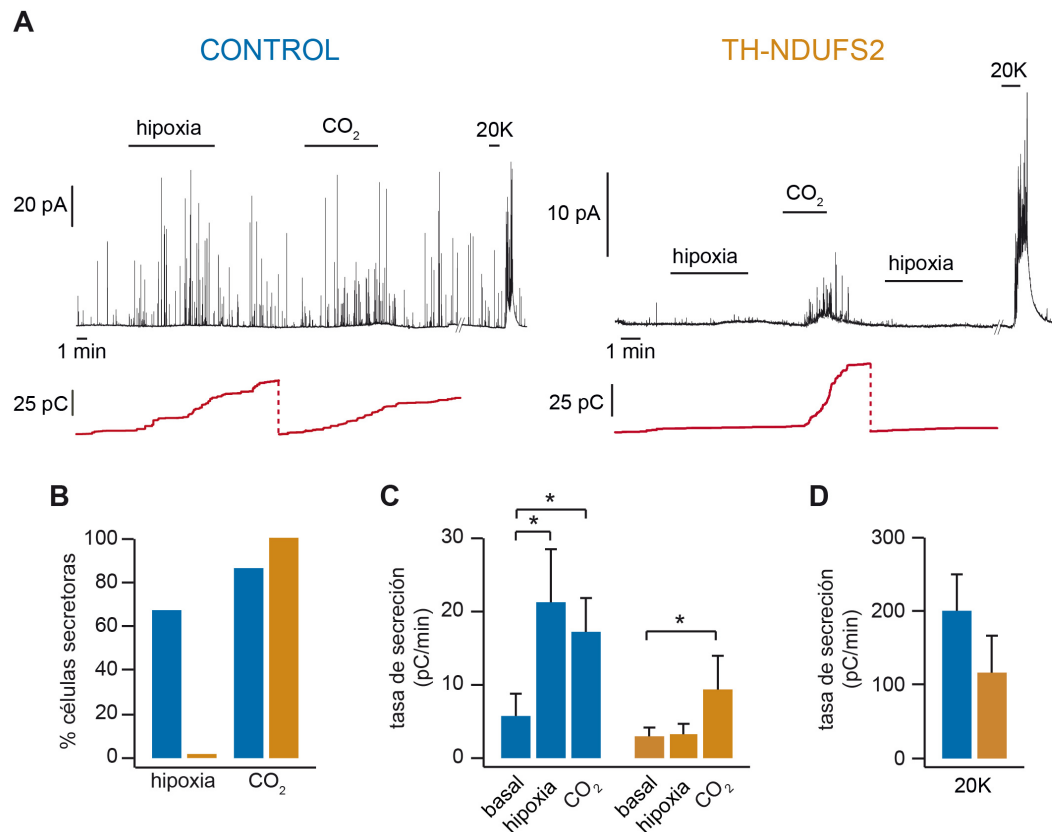 A
CONTROL
TH-NDUFS2
hipoxia
CO2
20K
20 pA
1 min
25 pC
20K
CO2
10 pA
hipoxia
hipoxia
1 min
25 pC
B
% células secretoras
100
80
60
40
20
0
hipoxia
CO2
C
tasa de secreción
(pC/min)
30
20
10
0
*
*
*
basal
hipoxia
CO2
basal
hipoxia
CO2
D
tasa de secreción
(pC/min)
300
200
100
0
20K